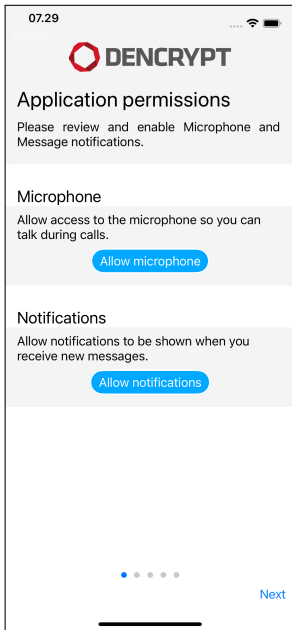 07.29
DENCRYPT
Application permissions
Please review and enable Microphone and
Message notifications.
Microphone
Allow access to the microphone so you can
talk during calls.
Allow microphone
Notifications
Allow notifications to be shown when you
receive new messages.
Allow notifications
Next